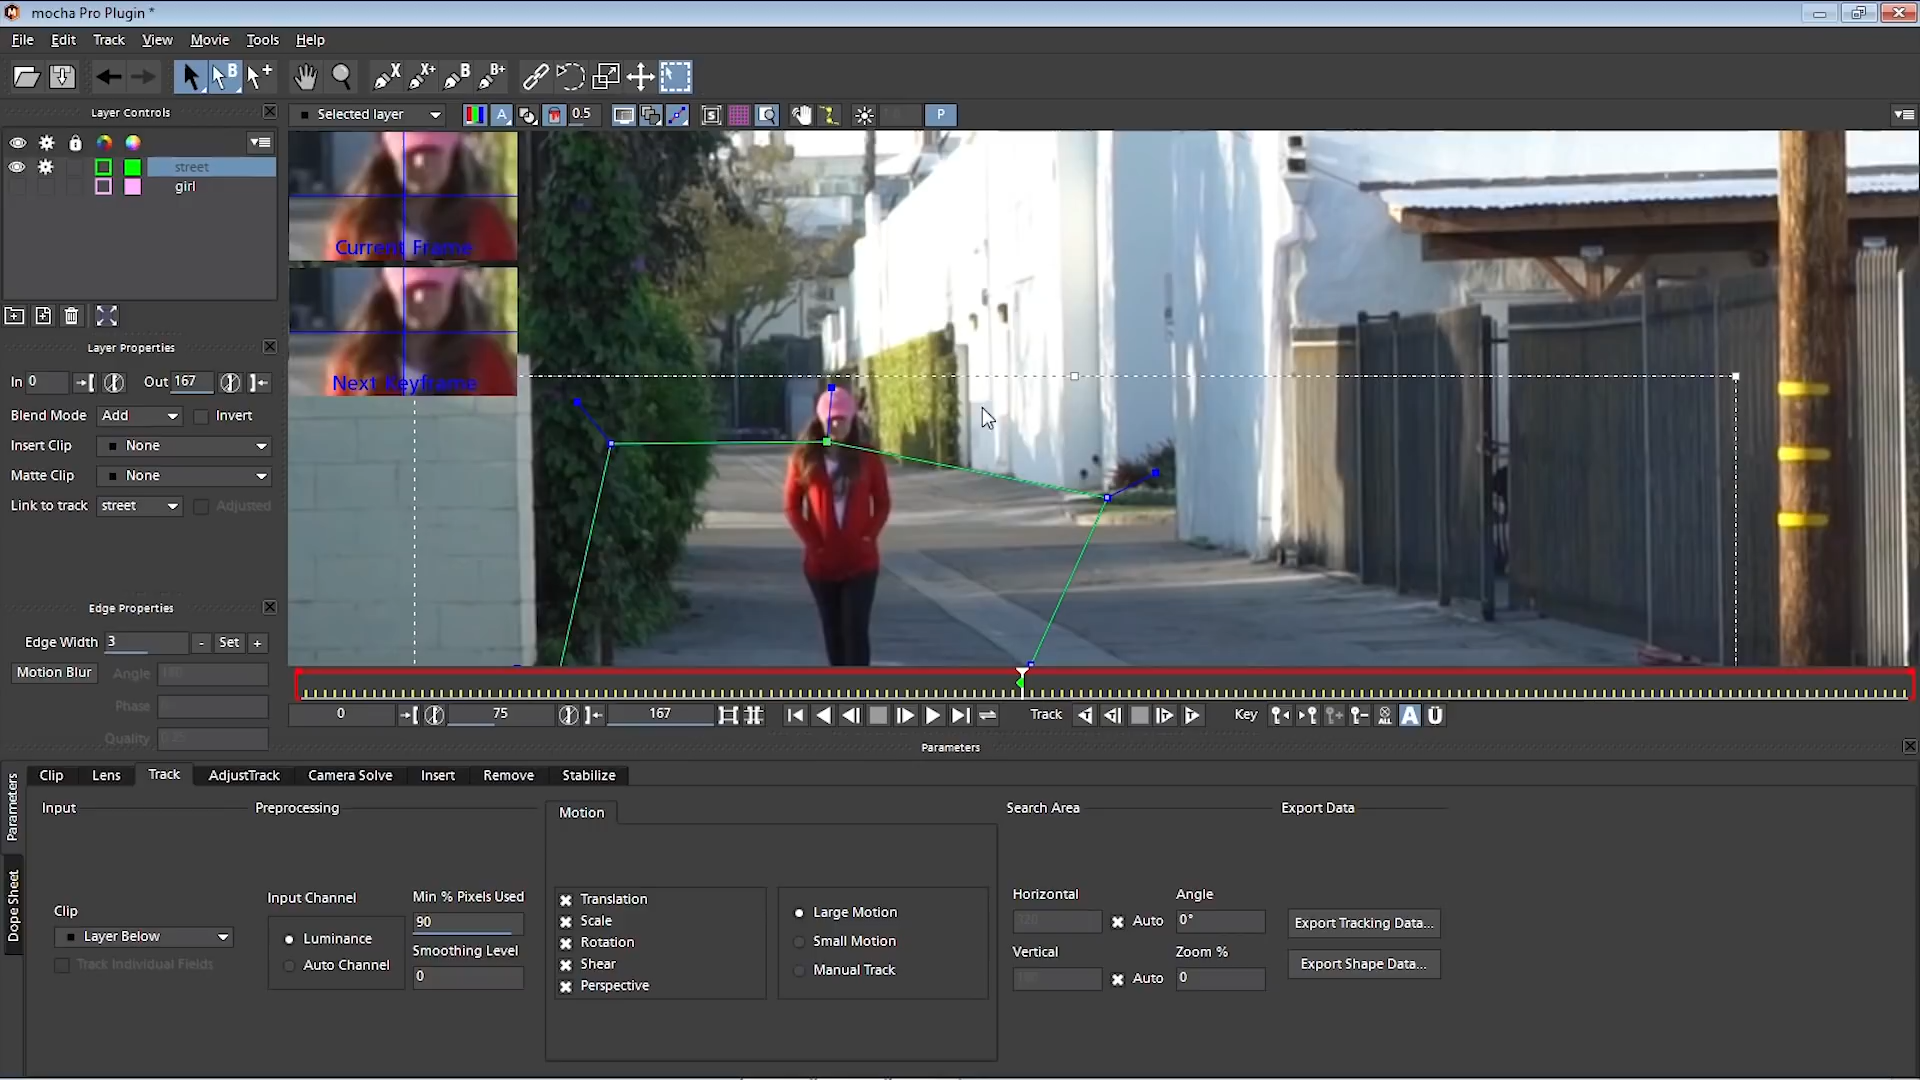 mocha Pro Plugin *
File Edit Track View Movie Tools Help
Layer Controls
Selected layer
A
0.5
P
street
girl
Current Frame
Next Keyframe
Layer Properties
In 0 Out 167
Blend Mode Add Invert
Insert Clip None
Matte Clip None
Link to track street Adjusted
Edge Properties
Edge Width 3 - Set +
Motion Blur Angle 180
Phase
Quality 0.25
0 75 167 Track Key ALL A Ü
Parameters
Parameters
Dope Sheet
Clip Lens Track AdjustTrack Camera Solve Insert Remove Stabilize
Input
Clip
Layer Below
Track Individual Fields
Preprocessing
Input Channel
Luminance
Auto Channel
Min % Pixels Used
90
Smoothing Level
0
Motion
Translation
Scale
Rotation
Shear
Perspective
Large Motion
Small Motion
Manual Track
Search Area
Horizontal
Auto
Vertical
Auto
Angle
0°
Zoom %
0
Export Data
Export Tracking Data...
Export Shape Data...